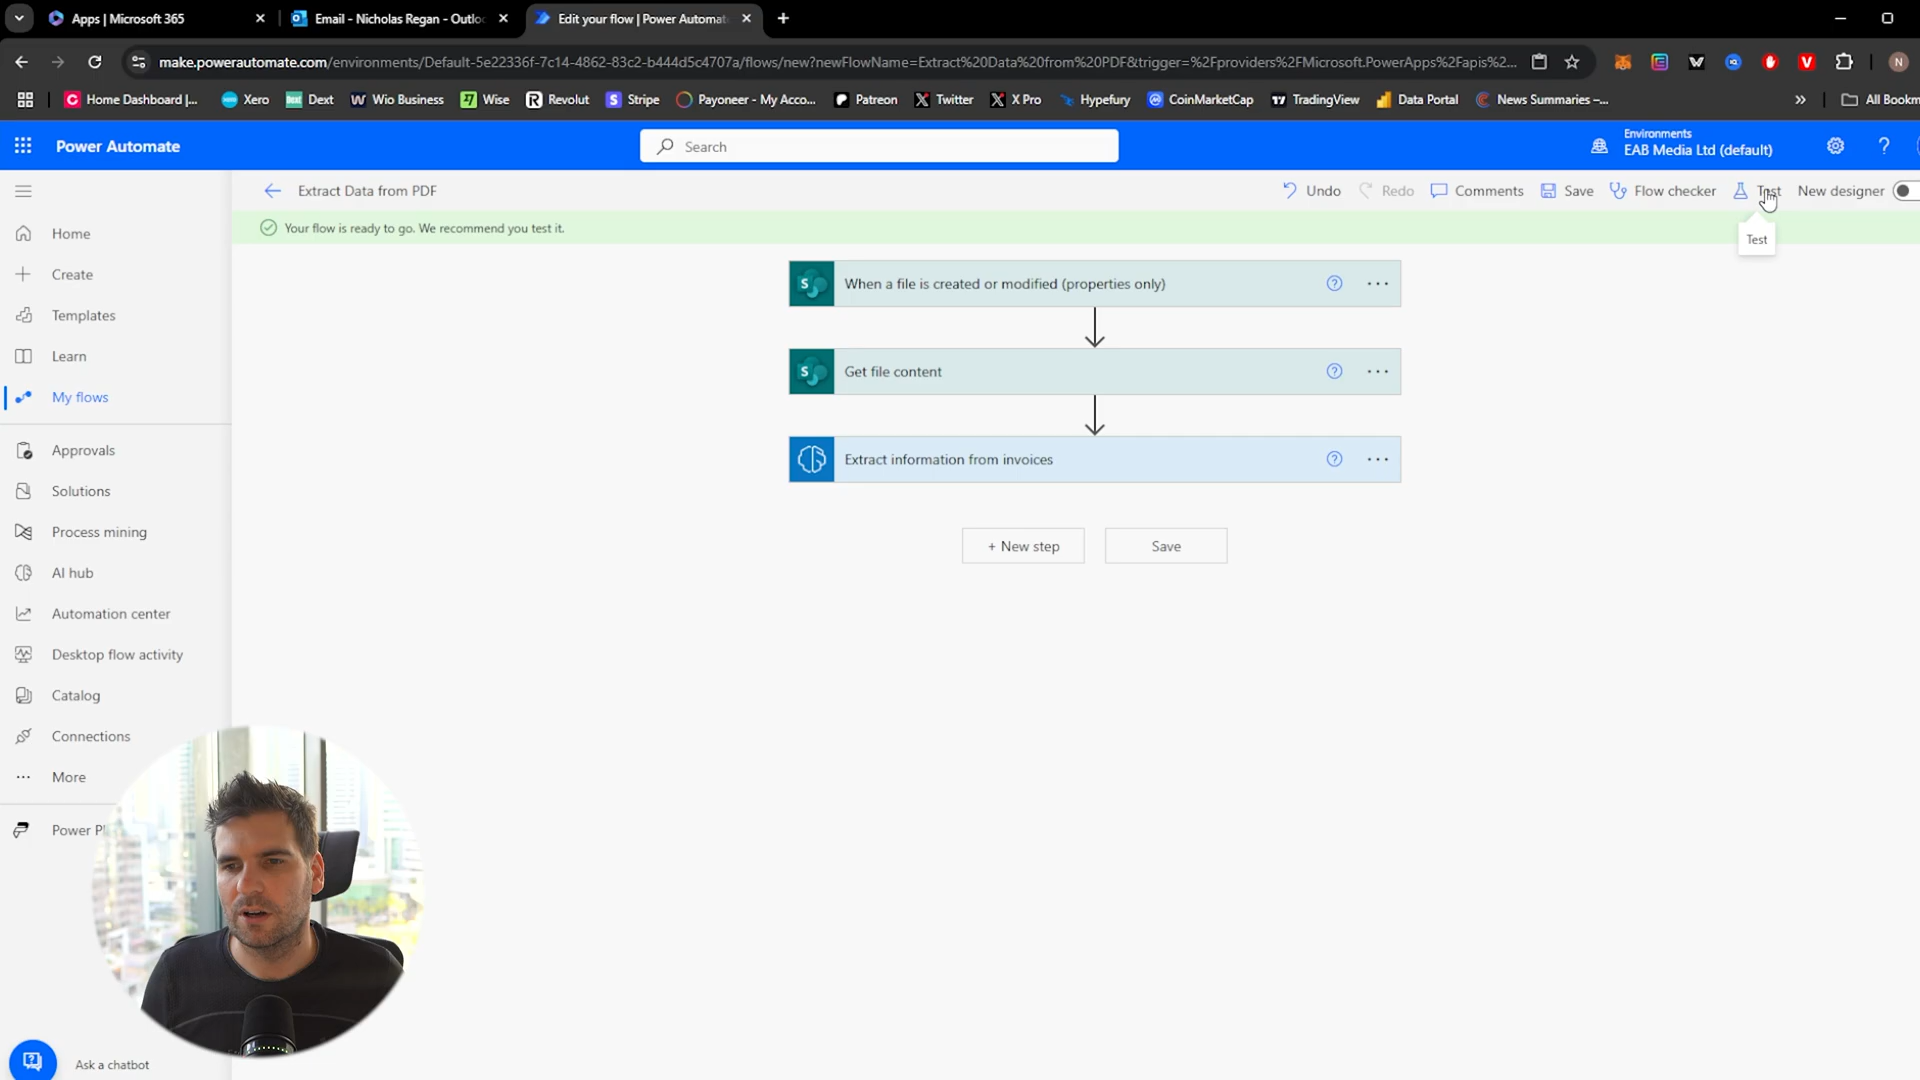 Apps | Microsoft 365
Email - Nicholas Regan - Outlo
Edit your flow | Power Automat
make.powerautomate.com/environments/Default-5e22336f-7c14-4862-83c2-b444d5c4707a/flows/new?newFlowName=Extract%20Data%20from%20PDF&trigger=%2Fproviders%2FMicrosoft.PowerApps%2Fapis%2...
N
Home Dashboard |...
Xero
Dext
Wio Business
Wise
Revolut
Stripe
Payoneer - My Acco...
Patreon
Twitter
X Pro
Hypefury
CoinMarketCap
TradingView
Data Portal
News Summaries –...
All Bookm
Power Automate
Search
Environments
EAB Media Ltd (default)
Extract Data from PDF
Undo
Redo
Comments
Save
Flow checker
Test
New designer
Your flow is ready to go. We recommend you test it.
Test
Home
Create
Templates
Learn
My flows
Approvals
Solutions
Process mining
AI hub
Automation center
Desktop flow activity
Catalog
Connections
More
Power Pl
Ask a chatbot
When a file is created or modified (properties only)
Get file content
Extract information from invoices
+ New step
Save